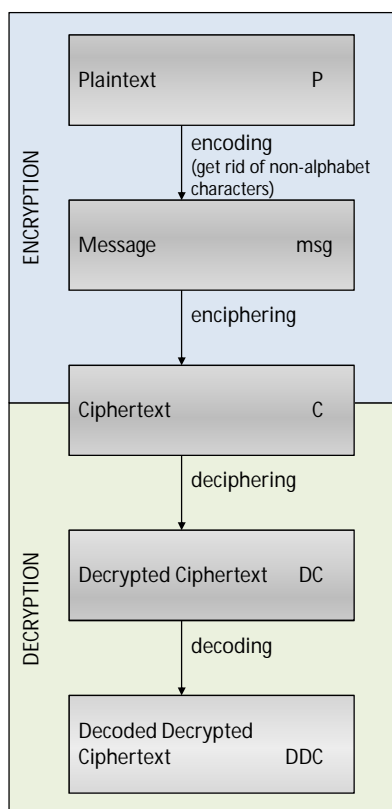 ENCRYPTION
Plaintext P
encoding
(get rid of non-alphabet
characters)
Message msg
enciphering
Ciphertext C
deciphering
DECRYPTION
Decrypted Ciphertext DC
decoding
Decoded Decrypted
Ciphertext DDC